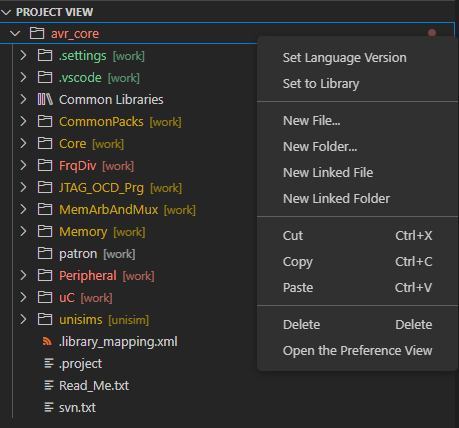 PROJECT VIEW
avr_core
.settings [work]
.vscode [work]
Common Libraries
CommonPacks [work]
Core [work]
FrqDiv [work]
JTAG_OCD_Prg [work]
MemArbAndMux [work]
Memory [work]
patron [work]
Peripheral [work]
uC [work]
unisims [unisim]
.library_mapping.xml
.project
Read_Me.txt
svn.txt
Set Language Version
Set to Library
New File...
New Folder...
New Linked File
New Linked Folder
Cut Ctrl+X
Copy Ctrl+C
Paste Ctrl+V
Delete Delete
Open the Preference View